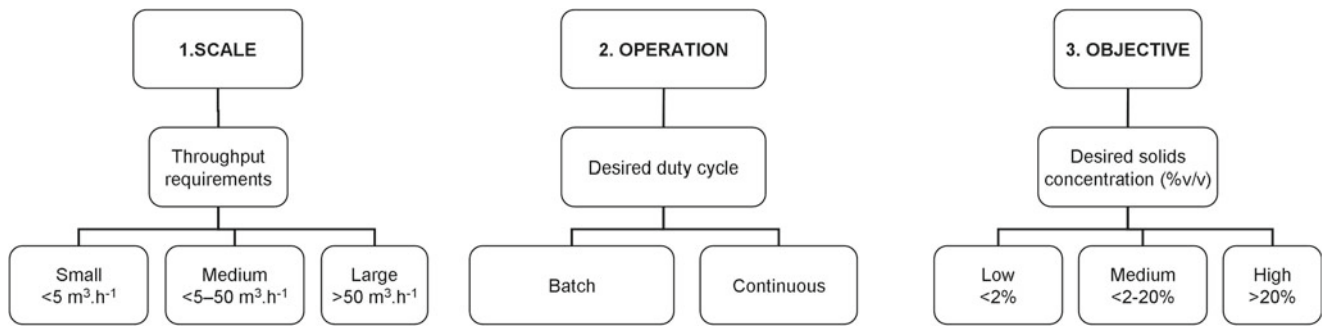 1.SCALE
Throughput
requirements
Small
<5 m³.h⁻¹
Medium
<5–50 m³.h⁻¹
Large
>50 m³.h⁻¹
2. OPERATION
Desired duty cycle
Batch
Continuous
3. OBJECTIVE
Desired solids
concentration (%v/v)
Low
<2%
Medium
<2-20%
High
>20%